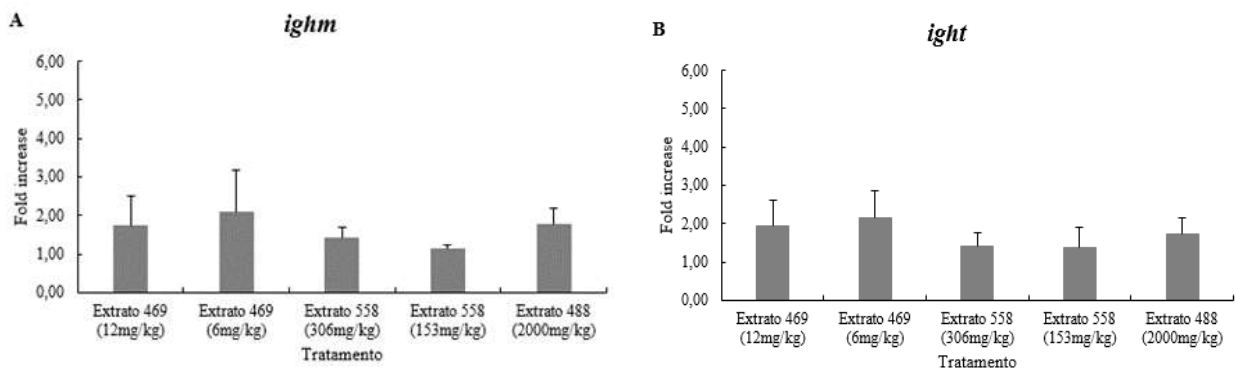 A
ighm
Fold increase
6,00
5,00
4,00
3,00
2,00
1,00
0,00
Extrato 469 Extrato 469 Extrato 558 Extrato 558 Extrato 488
(12mg/kg) (6mg/kg) (306mg/kg) (153mg/kg) (2000mg/kg)
Tratamento
B
ight
Fold increase
6,00
5,00
4,00
3,00
2,00
1,00
0,00
Extrato 469 Extrato 469 Extrato 558 Extrato 558 Extrato 488
(12mg/kg) (6mg/kg) (306mg/kg) (153mg/kg) (2000mg/kg)
Tratamento